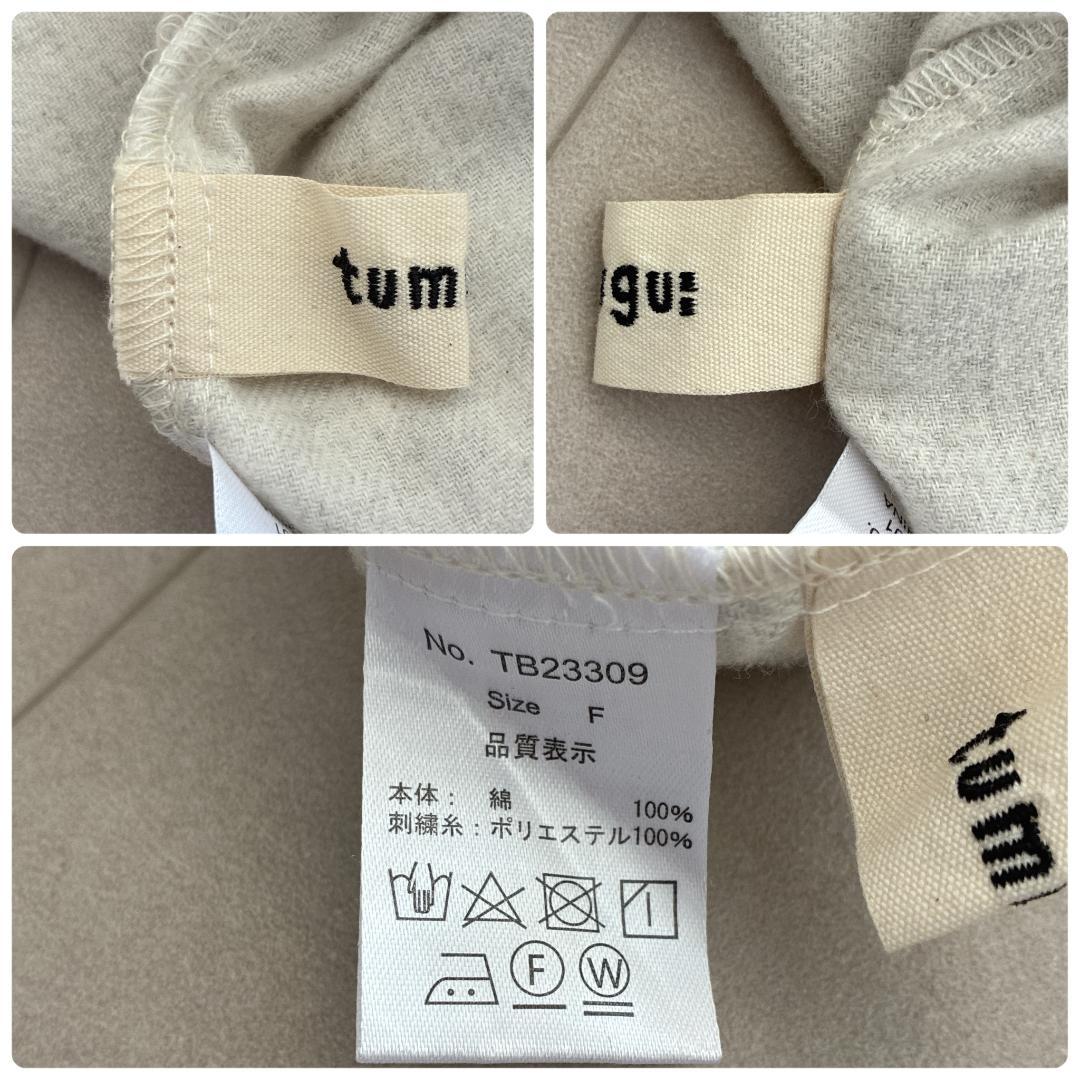 tum
gu:
No. TB23309
Size F
品質表示
本体： 綿 100%
刺繍糸：ポリエステル100%
F W
tum